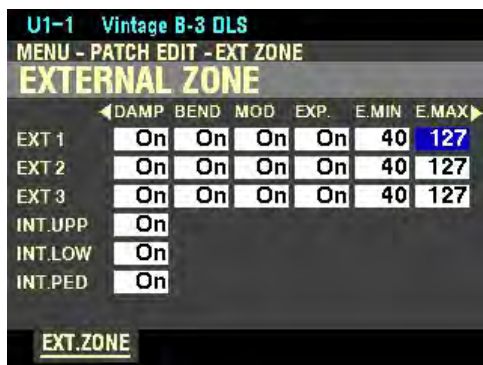 U1-1 Vintage B-3 DLS
MENU - PATCH EDIT - EXT ZONE
EXTERNAL ZONE
DAMP BEND MOD EXP. E.MIN E.MAX
EXT 1 On On On On 40 127
EXT 2 On On On On 40 127
EXT 3 On On On On 40 127
INT.UPP On
INT.LOW On
INT.PED On
EXT.ZONE